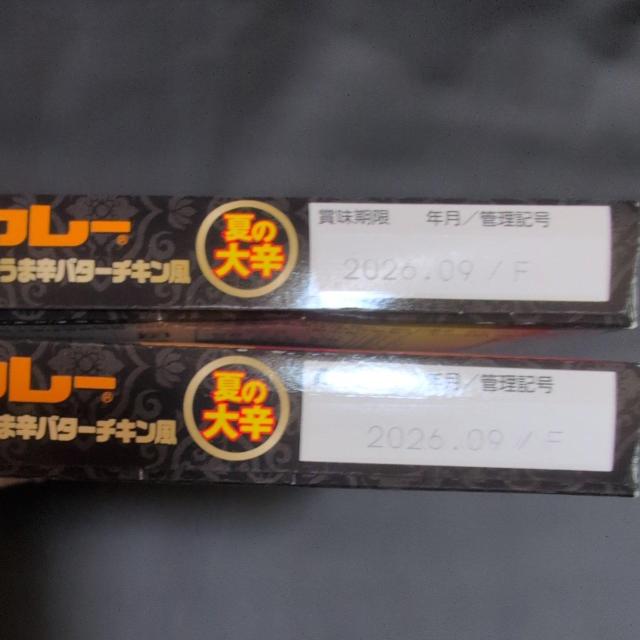 カレー®
うま辛バターチキン風
夏の
大辛
賞味期限 年月／管理記号
2026.09 / F
カレー®
ま辛バターチキン風
夏の
大辛
年月／管理記号
2026.09 / F